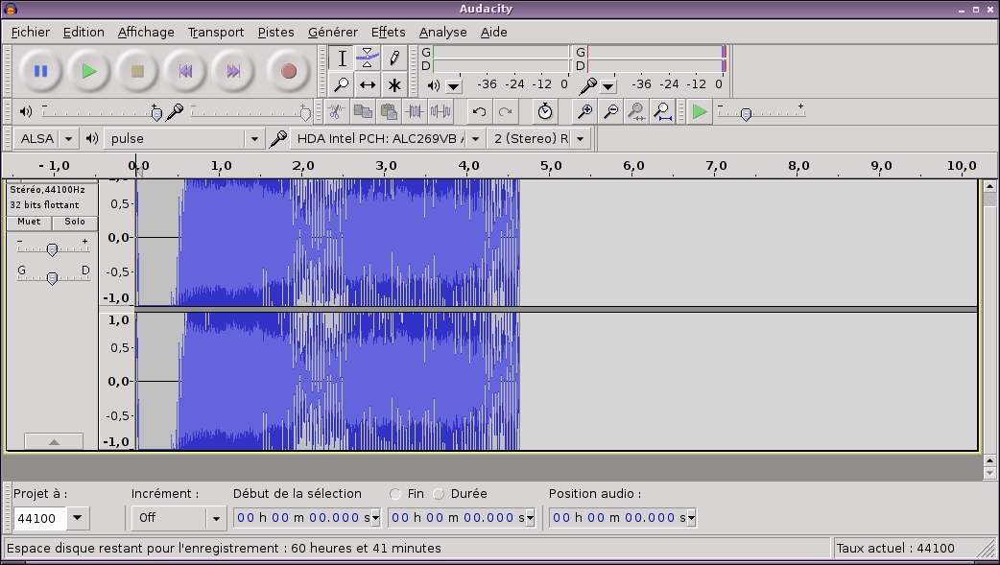 Audacity
Fichier Edition Affichage Transport Pistes Générer Effets Analyse Aide
G
D
-36 -24 -12 0
G
D
-36 -24 -12 0
- +
- +
- +
ALSA pulse HDA Intel PCH: ALC269VB 2 (Stereo) R
- 1,0 0,0 1,0 2,0 3,0 4,0 5,0 6,0 7,0 8,0 9,0 10,0
Stéréo,44100Hz
32 bits flottant
Muet Solo
- +
G D
0,5-
0,0-
-0,5-
-1,0
1,0
0,5-
0,0-
-0,5-
-1,0
Projet à : Incrément : Début de la sélection Fin Durée Position audio :
44100 Off 00 h 00 m 00.000 s 00 h 00 m 00.000 s 00 h 00 m 00.000 s
Espace disque restant pour l'enregistrement : 60 heures et 41 minutes Taux actuel : 44100